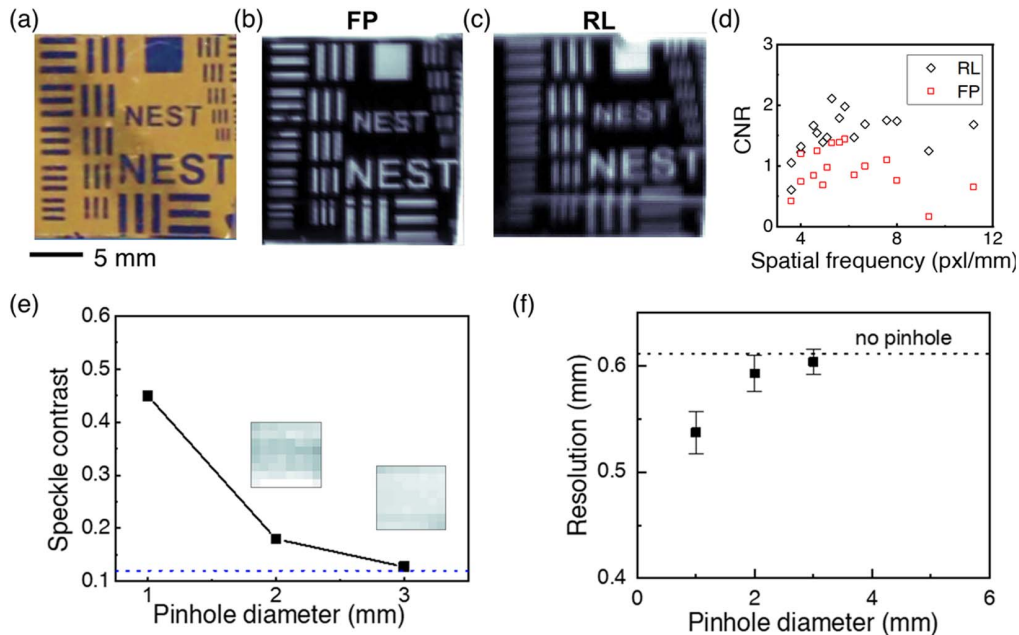 (a)
(b)
FP
(c)
RL
(d)
NEST
NEST
NEST
NEST
NEST
NEST
5 mm
3
2
1
0
CNR
RL
FP
4
8
12
Spatial frequency (pxl/mm)
(e)
0.6
0.5
0.4
0.3
0.2
0.1
Speckle contrast
1
2
3
Pinhole diameter (mm)
(f)
no pinhole
0.6
0.5
0.4
Resolution (mm)
0
2
4
6
Pinhole diameter (mm)